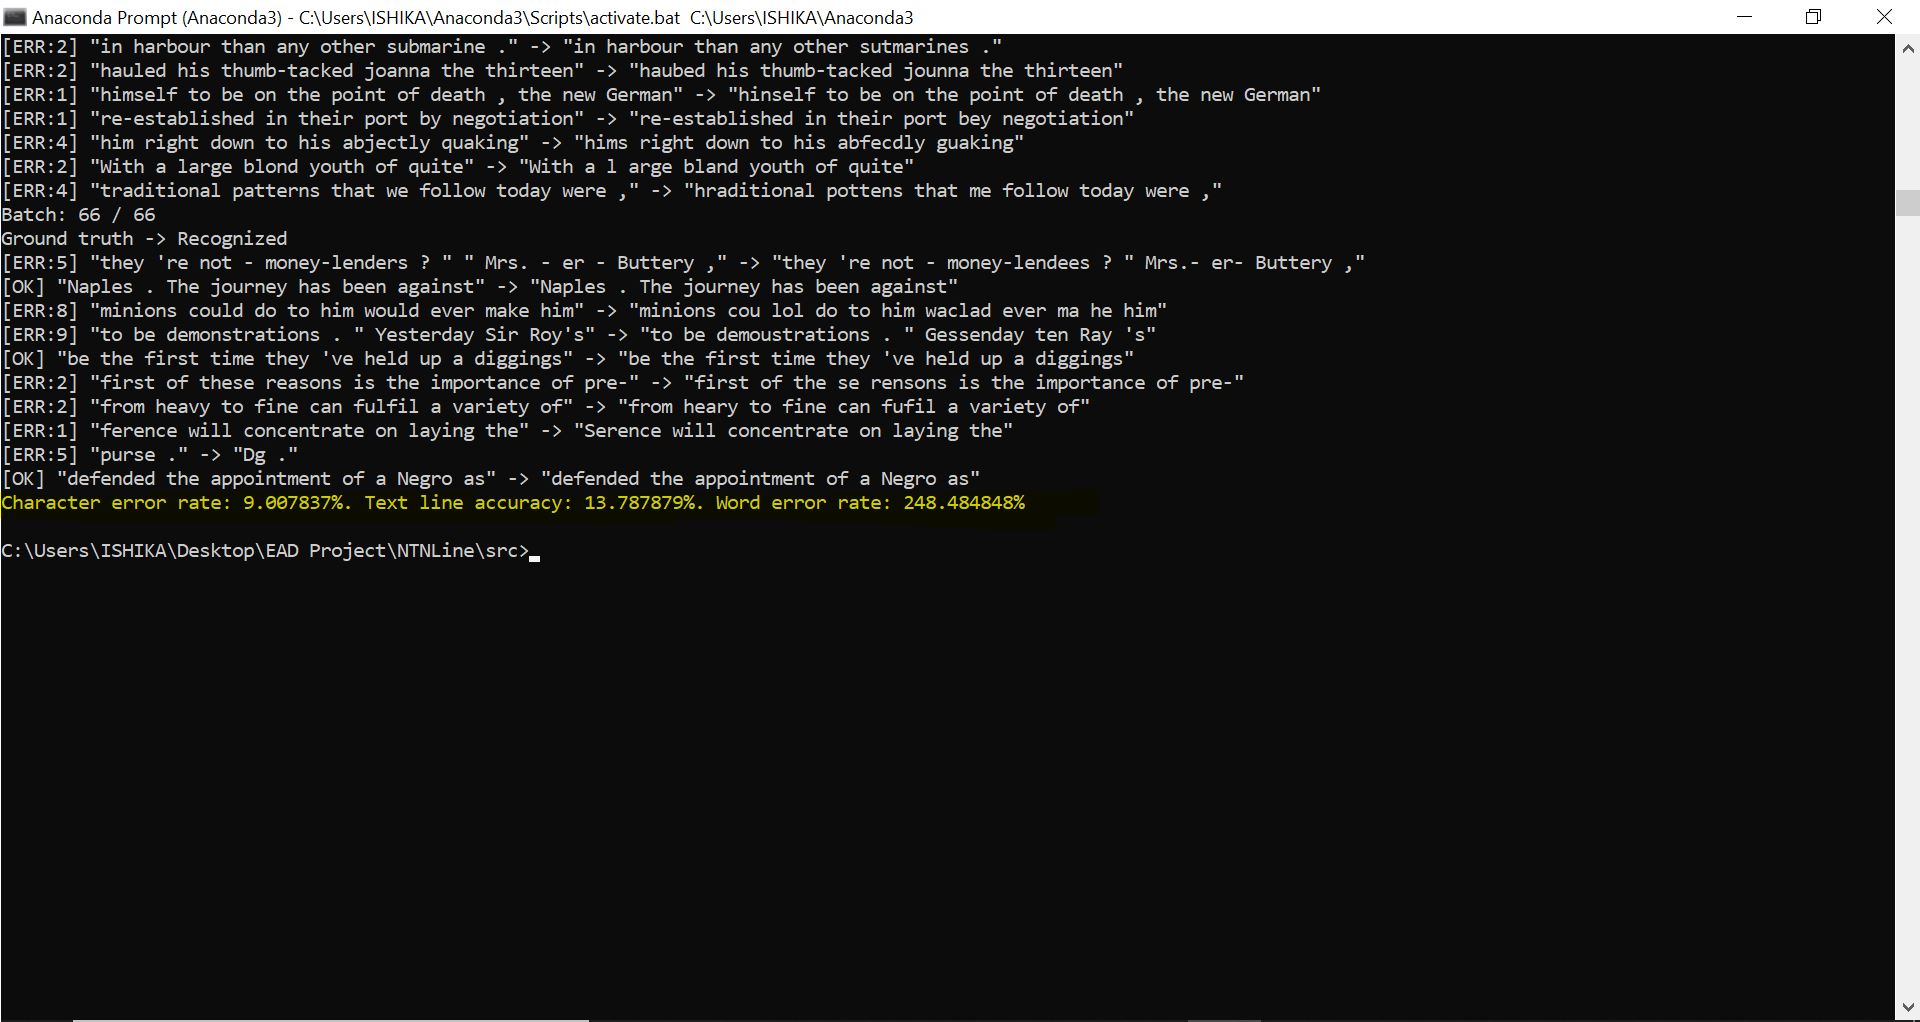 Anaconda Prompt (Anaconda3) - C:\Users\ISHIKA\Anaconda3\Scripts\activate.bat  C:\Users\ISHIKA\Anaconda3
[ERR:2] "in harbour than any other submarine ." -> "in harbour than any other sutmarines ."
[ERR:2] "hauled his thumb-tacked joanna the thirteen" -> "haubed his thumb-tacked jounna the thirteen"
[ERR:1] "himself to be on the point of death , the new German" -> "hinself to be on the point of death , the new German"
[ERR:1] "re-established in their port by negotiation" -> "re-established in their port bey negotiation"
[ERR:4] "him right down to his abjectly quaking" -> "hims right down to his abfecdly guaking"
[ERR:2] "With a large blond youth of quite" -> "With a l arge bland youth of quite"
[ERR:4] "traditional patterns that we follow today were ," -> "hraditional pottens that me follow today were ,"
Batch: 66 / 66
Ground truth -> Recognized
[ERR:5] "they 're not - money-lenders ? " " Mrs. - er - Buttery ," -> "they 're not - money-lendees ? " Mrs.- er- Buttery ,"
[OK] "Naples . The journey has been against" -> "Naples . The journey has been against"
[ERR:8] "minions could do to him would ever make him" -> "minions cou lol do to him waclad ever ma he him"
[ERR:9] "to be demonstrations . " Yesterday Sir Roy's" -> "to be demoustrations . " Gessenday ten Ray 's"
[OK] "be the first time they 've held up a diggings" -> "be the first time they 've held up a diggings"
[ERR:2] "first of these reasons is the importance of pre-" -> "first of the se rensons is the importance of pre-"
[ERR:2] "from heavy to fine can fulfil a variety of" -> "from heary to fine can fufil a variety of"
[ERR:1] "ference will concentrate on laying the" -> "Serence will concentrate on laying the"
[ERR:5] "purse ." -> "Dg ."
[OK] "defended the appointment of a Negro as" -> "defended the appointment of a Negro as"
Character error rate: 9.007837%. Text line accuracy: 13.787879%. Word error rate: 248.484848%
C:\Users\ISHIKA\Desktop\EAD Project\NTNLine\src>